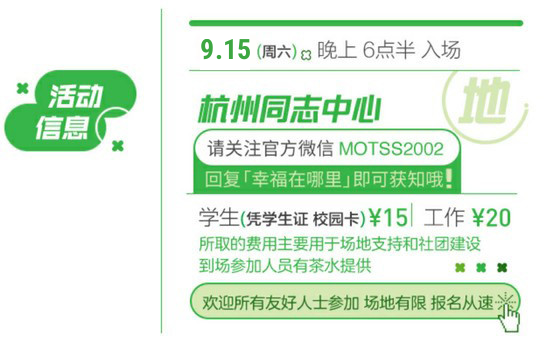 活动
信息
9.15 (周六) 晚上 6点半 入场
地
杭州同志中心
请关注官方微信 MOTSS2002
回复「幸福在哪里」即可获知哦!
学生(凭学生证 校园卡) ¥15 工作 ¥20
所取的费用主要用于场地支持和社团建设
到场参加人员有茶水提供
欢迎所有友好人士参加 场地有限 报名从速